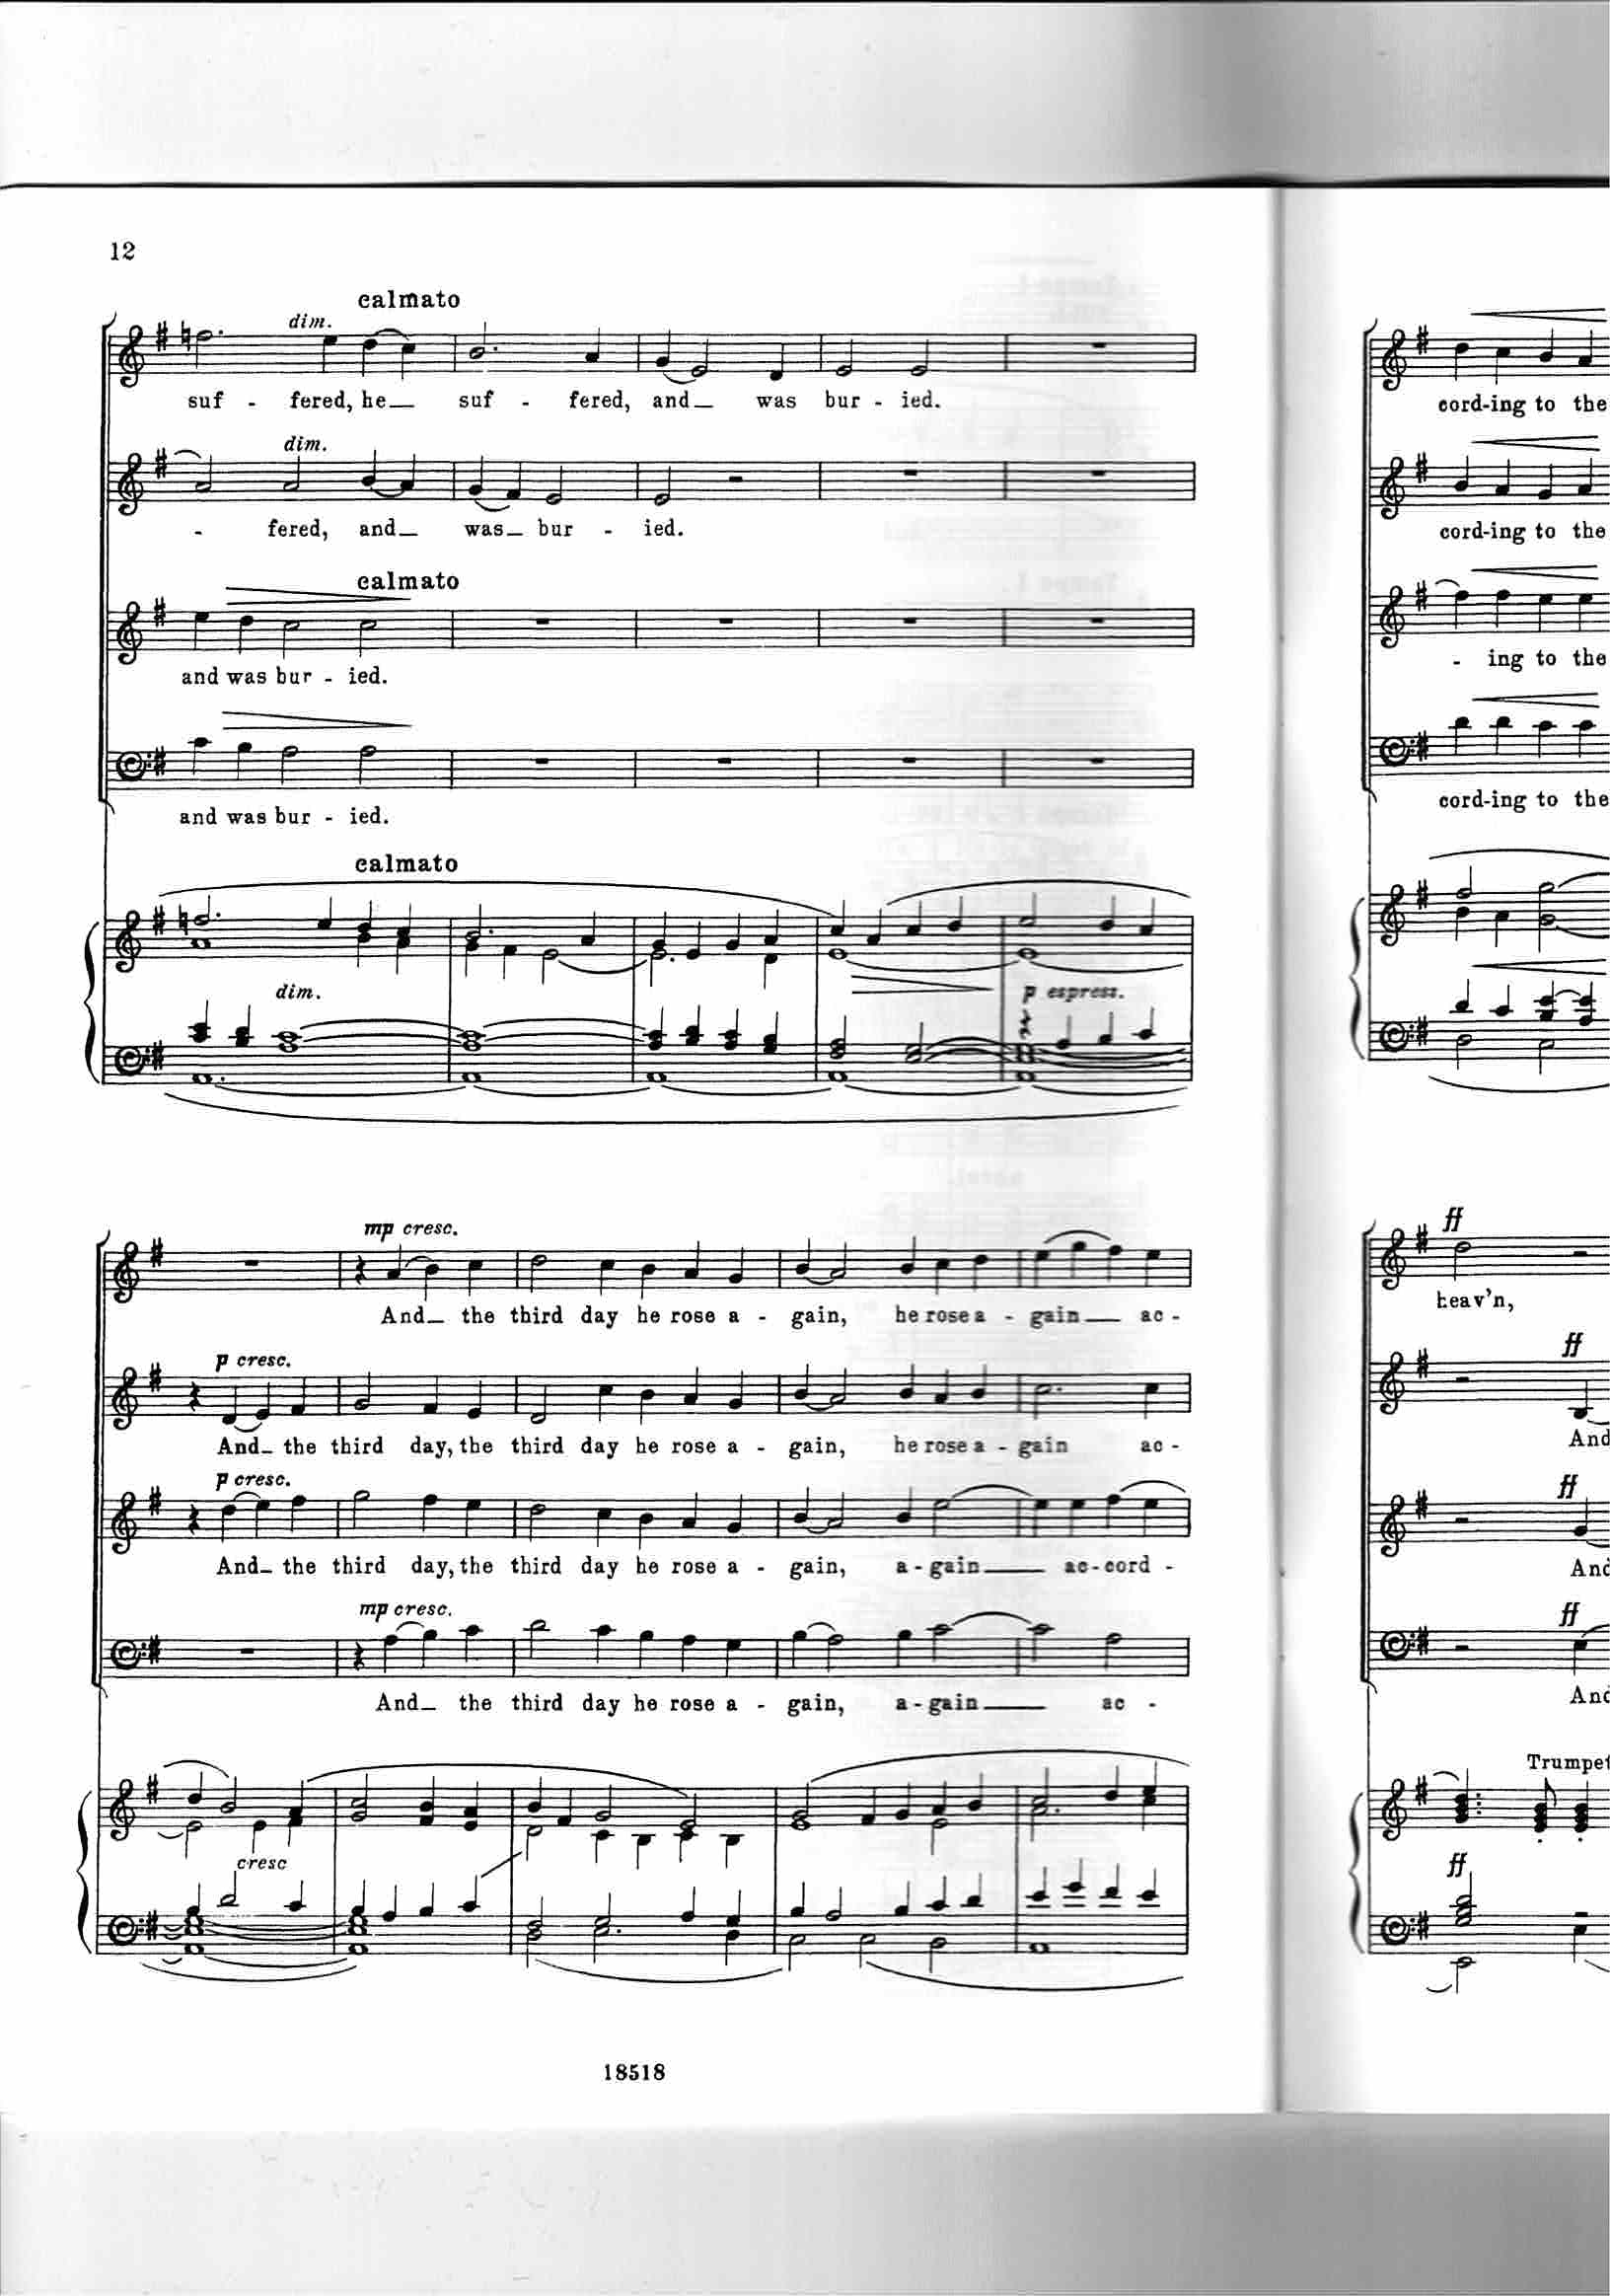 12
calmato
dim.
suf - fered, he_ suf - fered, and_ was bur - ied.
dim.
- fered, and_ was_ bur - ied.
calmato
and was bur - ied.
and was bur - ied.
calmato
dim.
p espress.
mp cresc.
And_ the third day he rose a - gain, he rose a - gain_ ac -
p cresc.
And_ the third day, the third day he rose a - gain, he rose a - gain ac -
p cresc.
And_ the third day, the third day he rose a - gain, a - gain_ ac - cord -
mp cresc.
And_ the third day he rose a - gain, a - gain_ ac -
cresc
18518
cord-ing to the
cord-ing to the
- ing to the
cord-ing to the
ff
heav'n,
ff
And
ff
And
ff
And
Trumpet
ff